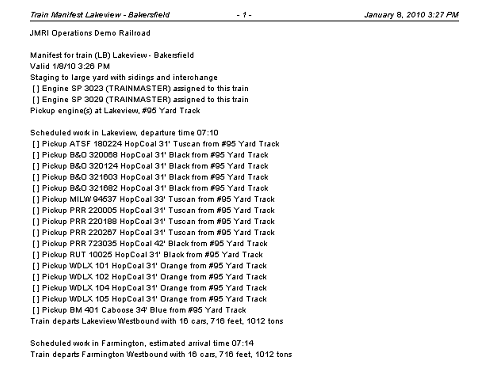 Train Manifest Lakeview - Bakersfield - 1 - January 8, 2010 3:27 PM
JMRI Operations Demo Railroad
Manifest for train (LB) Lakeview - Bakersfield
Valid 1/8/10 3:26 PM
Staging to large yard with sidings and interchange
[ ] Engine SP 3023 (TRAINMASTER) assigned to this train
[ ] Engine SP 3029 (TRAINMASTER) assigned to this train
Pickup engine(s) at Lakeview, #95 Yard Track
Scheduled work in Lakeview, departure time 07:10
[ ] Pickup ATSF 180224 HopCoal 31' Tuscan from #95 Yard Track
[ ] Pickup B&O 320068 HopCoal 31' Black from #95 Yard Track
[ ] Pickup B&O 320124 HopCoal 31' Black from #95 Yard Track
[ ] Pickup B&O 321603 HopCoal 31' Black from #95 Yard Track
[ ] Pickup B&O 321682 HopCoal 31' Black from #95 Yard Track
[ ] Pickup MILW 94537 HopCoal 33' Tuscan from #95 Yard Track
[ ] Pickup PRR 220005 HopCoal 31' Tuscan from #95 Yard Track
[ ] Pickup PRR 220188 HopCoal 31' Tuscan from #95 Yard Track
[ ] Pickup PRR 220267 HopCoal 31' Tuscan from #95 Yard Track
[ ] Pickup PRR 723035 HopCoal 42' Black from #95 Yard Track
[ ] Pickup RUT 10025 HopCoal 31' Black from #95 Yard Track
[ ] Pickup WDLX 101 HopCoal 31' Orange from #95 Yard Track
[ ] Pickup WDLX 102 HopCoal 31' Orange from #95 Yard Track
[ ] Pickup WDLX 104 HopCoal 31' Orange from #95 Yard Track
[ ] Pickup WDLX 105 HopCoal 31' Orange from #95 Yard Track
[ ] Pickup BM 401 Caboose 34' Blue from #95 Yard Track
Train departs Lakeview Westbound with 16 cars, 716 feet, 1012 tons
Scheduled work in Farmington, estimated arrival time 07:14
Train departs Farmington Westbound with 16 cars, 716 feet, 1012 tons